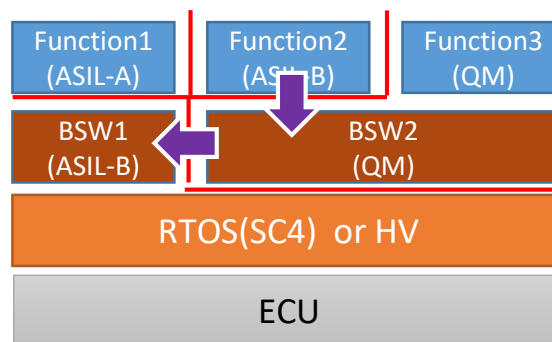 Function1
(ASIL-A)
Function2
(ASIL-B)
Function3
(QM)
BSW1
(ASIL-B)
BSW2
(QM)
RTOS(SC4)  or HV
ECU